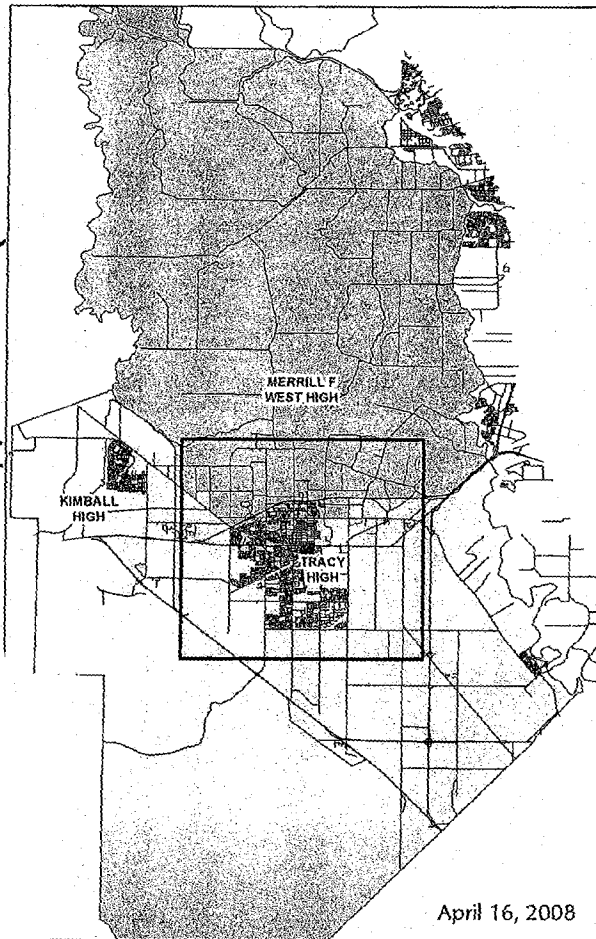 MERRILL F.
WEST HIGH
KIMBALL
HIGH
TRACY
HIGH
April 16, 2008